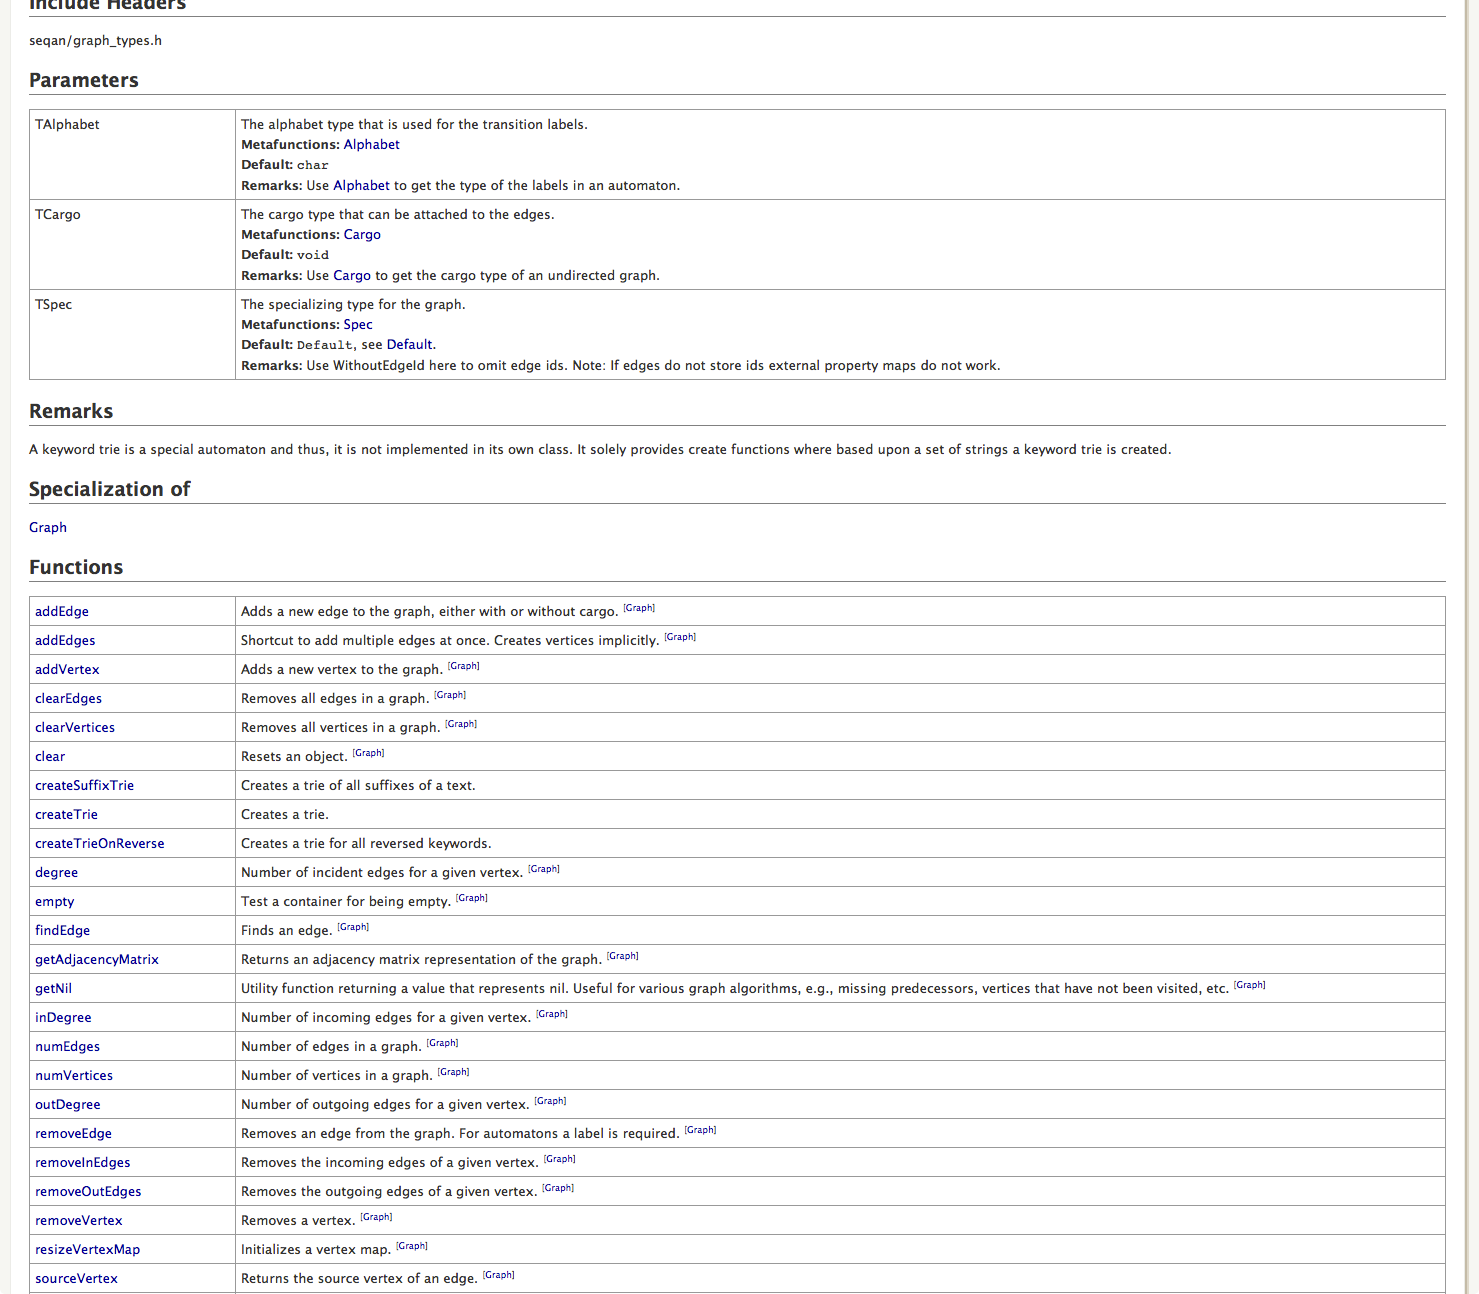 Include Headers
seqan/graph_types.h
Parameters
TAlphabet
The alphabet type that is used for the transition labels.
Metafunctions: Alphabet
Default: char
Remarks: Use Alphabet to get the type of the labels in an automaton.
TCargo
The cargo type that can be attached to the edges.
Metafunctions: Cargo
Default: void
Remarks: Use Cargo to get the cargo type of an undirected graph.
TSpec
The specializing type for the graph.
Metafunctions: Spec
Default: Default, see Default.
Remarks: Use WithoutEdgeId here to omit edge ids. Note: If edges do not store ids external property maps do not work.
Remarks
A keyword trie is a special automaton and thus, it is not implemented in its own class. It solely provides create functions where based upon a set of strings a keyword trie is created.
Specialization of
Graph
Functions
addEdge Adds a new edge to the graph, either with or without cargo. [Graph]
addEdges Shortcut to add multiple edges at once. Creates vertices implicitly. [Graph]
addVertex Adds a new vertex to the graph. [Graph]
clearEdges Removes all edges in a graph. [Graph]
clearVertices Removes all vertices in a graph. [Graph]
clear Resets an object. [Graph]
createSuffixTrie Creates a trie of all suffixes of a text.
createTrie Creates a trie.
createTrieOnReverse Creates a trie for all reversed keywords.
degree Number of incident edges for a given vertex. [Graph]
empty Test a container for being empty. [Graph]
findEdge Finds an edge. [Graph]
getAdjacencyMatrix Returns an adjacency matrix representation of the graph. [Graph]
getNil Utility function returning a value that represents nil. Useful for various graph algorithms, e.g., missing predecessors, vertices that have not been visited, etc. [Graph]
inDegree Number of incoming edges for a given vertex. [Graph]
numEdges Number of edges in a graph. [Graph]
numVertices Number of vertices in a graph. [Graph]
outDegree Number of outgoing edges for a given vertex. [Graph]
removeEdge Removes an edge from the graph. For automatons a label is required. [Graph]
removeInEdges Removes the incoming edges of a given vertex. [Graph]
removeOutEdges Removes the outgoing edges of a given vertex. [Graph]
removeVertex Removes a vertex. [Graph]
resizeVertexMap Initializes a vertex map. [Graph]
sourceVertex Returns the source vertex of an edge. [Graph]